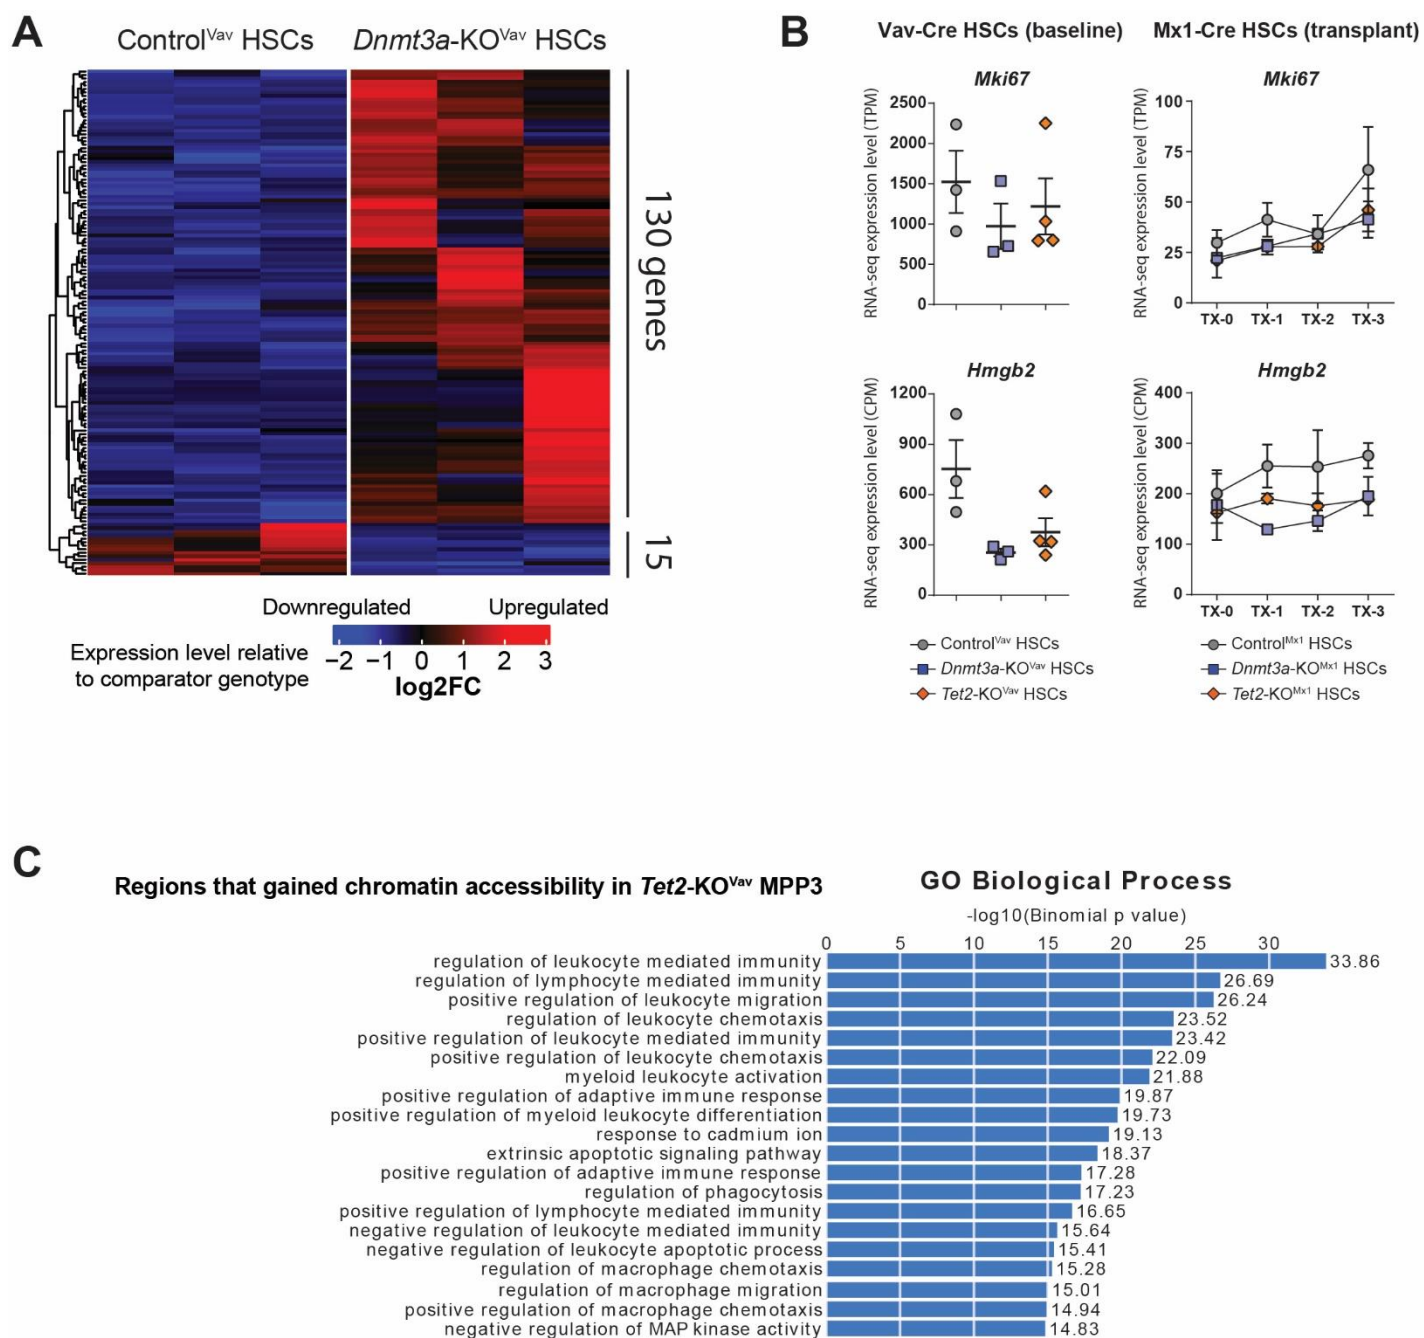 A
Control^Vav HSCs
Dnmt3a-KO^Vav HSCs
130 genes
15
Downregulated
Upregulated
Expression level relative
to comparator genotype
−2 −1 0 1 2 3
log2FC
B
Vav-Cre HSCs (baseline)
Mx1-Cre HSCs (transplant)
Mki67
RNA-seq expression level (TPM)
2500
2000
1500
1000
500
0
Mki67
RNA-seq expression level (TPM)
100
75
50
25
0
TX-0 TX-1 TX-2 TX-3
Hmgb2
RNA-seq expression level (CPM)
1200
900
600
300
0
Hmgb2
RNA-seq expression level (CPM)
400
300
200
100
0
TX-0 TX-1 TX-2 TX-3
Control^Vav HSCs
Dnmt3a-KO^Vav HSCs
Tet2-KO^Vav HSCs
Control^Mx1 HSCs
Dnmt3a-KO^Mx1 HSCs
Tet2-KO^Mx1 HSCs
C
Regions that gained chromatin accessibility in Tet2-KO^Vav MPP3
GO Biological Process
-log10(Binomial p value)
0 5 10 15 20 25 30
regulation of leukocyte mediated immunity 33.86
regulation of lymphocyte mediated immunity 26.69
positive regulation of leukocyte migration 26.24
regulation of leukocyte chemotaxis 23.52
positive regulation of leukocyte mediated immunity 23.42
positive regulation of leukocyte chemotaxis 22.09
myeloid leukocyte activation 21.88
positive regulation of adaptive immune response 19.87
positive regulation of myeloid leukocyte differentiation 19.73
response to cadmium ion 19.13
extrinsic apoptotic signaling pathway 18.37
positive regulation of adaptive immune response 17.28
regulation of phagocytosis 17.23
positive regulation of lymphocyte mediated immunity 16.65
negative regulation of leukocyte mediated immunity 15.64
negative regulation of leukocyte apoptotic process 15.41
regulation of macrophage chemotaxis 15.28
regulation of macrophage migration 15.01
positive regulation of macrophage chemotaxis 14.94
negative regulation of MAP kinase activity 14.83